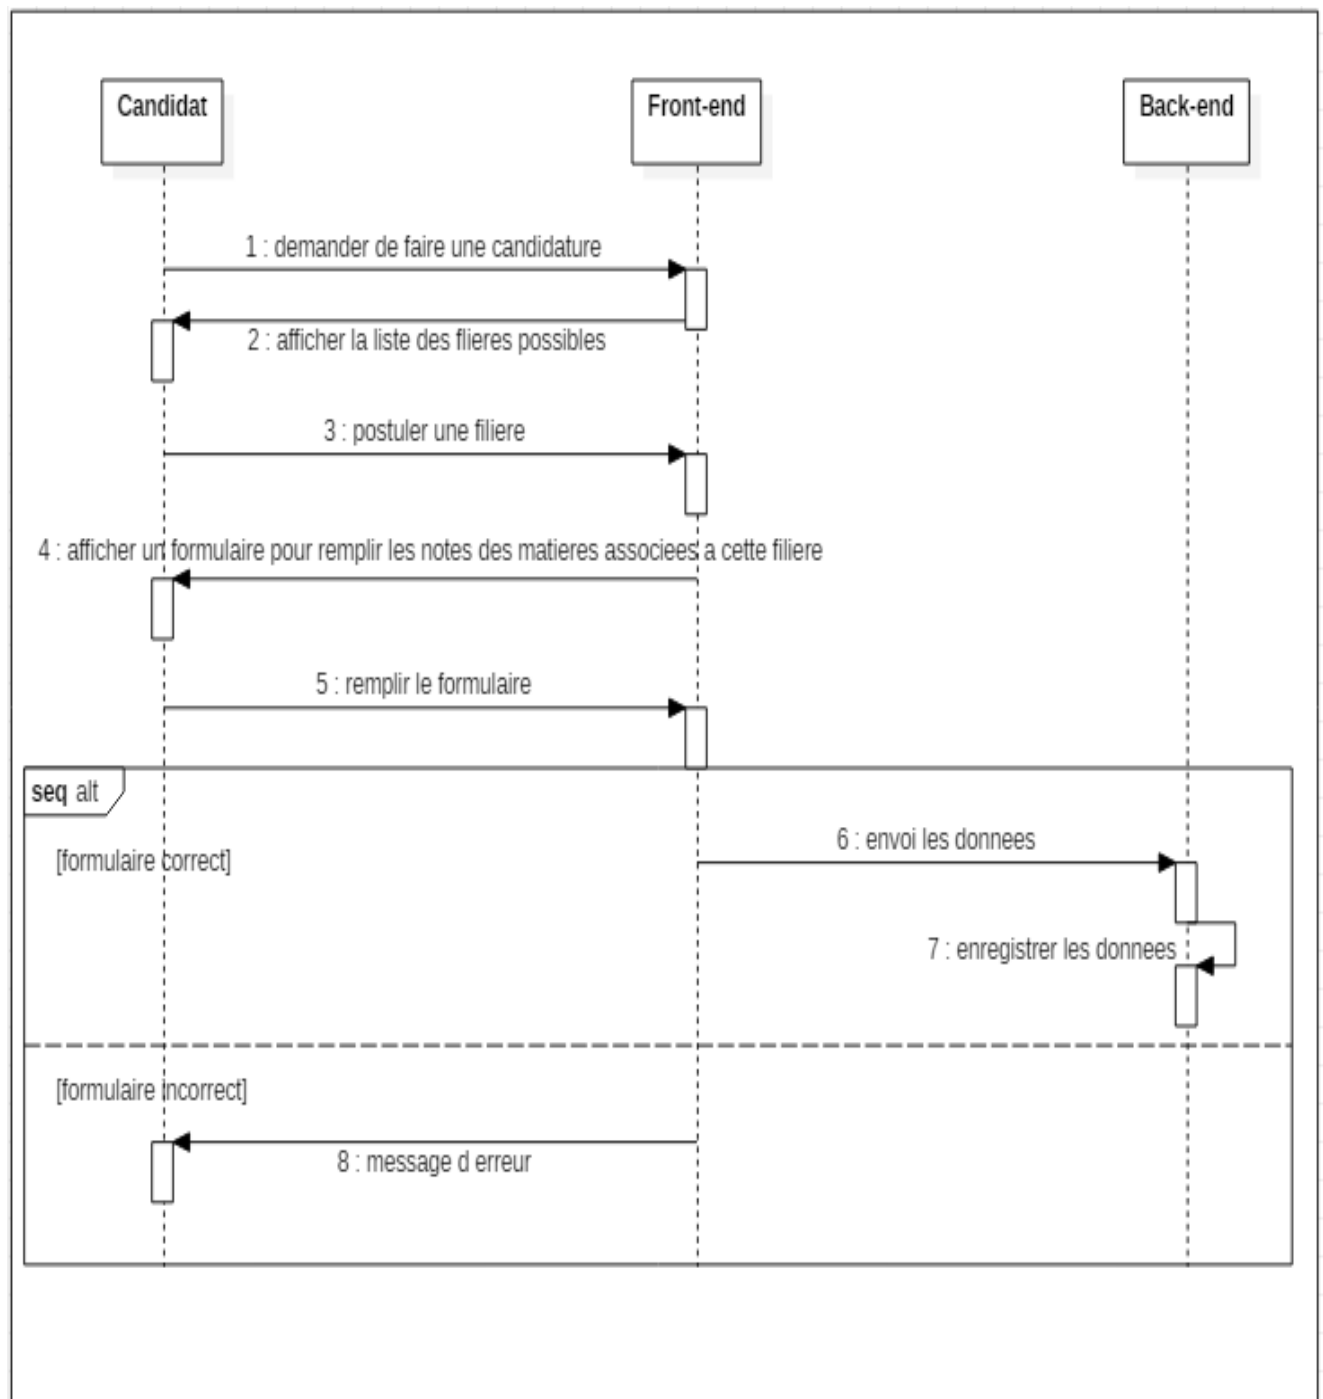 Candidat
Front-end
Back-end
1 : demander de faire une candidature
2 : afficher la liste des flieres possibles
3 : postuler une filiere
4 : afficher un formulaire pour remplir les notes des matieres associees a cette filiere
5 : remplir le formulaire
seq alt
6 : envoi les donnees
[formulaire correct]
7 : enregistrer les donnees
[formulaire incorrect]
8 : message d erreur